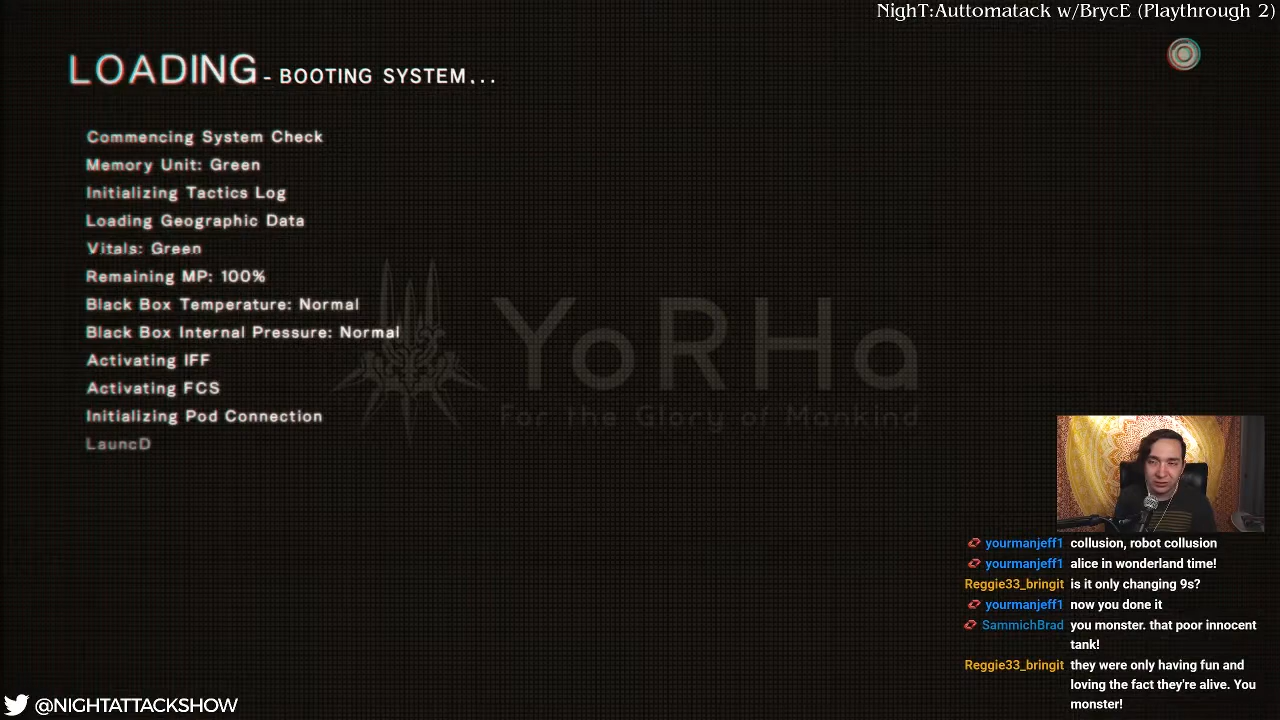 NighT:Auttomatack w/BrycE (Playthrough 2)
LOADING - BOOTING SYSTEM...
Commencing System Check
Memory Unit: Green
Initializing Tactics Log
Loading Geographic Data
Vitals: Green
Remaining MP: 100%
Black Box Temperature: Normal
Black Box Internal Pressure: Normal
Activating IFF
Activating FCS
Initializing Pod Connection
LauncD
YoRHa
For the Glory of Mankind
yourmanjeff1 collusion, robot collusion
yourmanjeff1 alice in wonderland time!
Reggie33_bringit is it only changing 9s?
yourmanjeff1 now you done it
SammichBrad you monster. that poor innocent
tank!
Reggie33_bringit they were only having fun and
loving the fact they're alive. You
monster!
@NIGHTATTACKSHOW